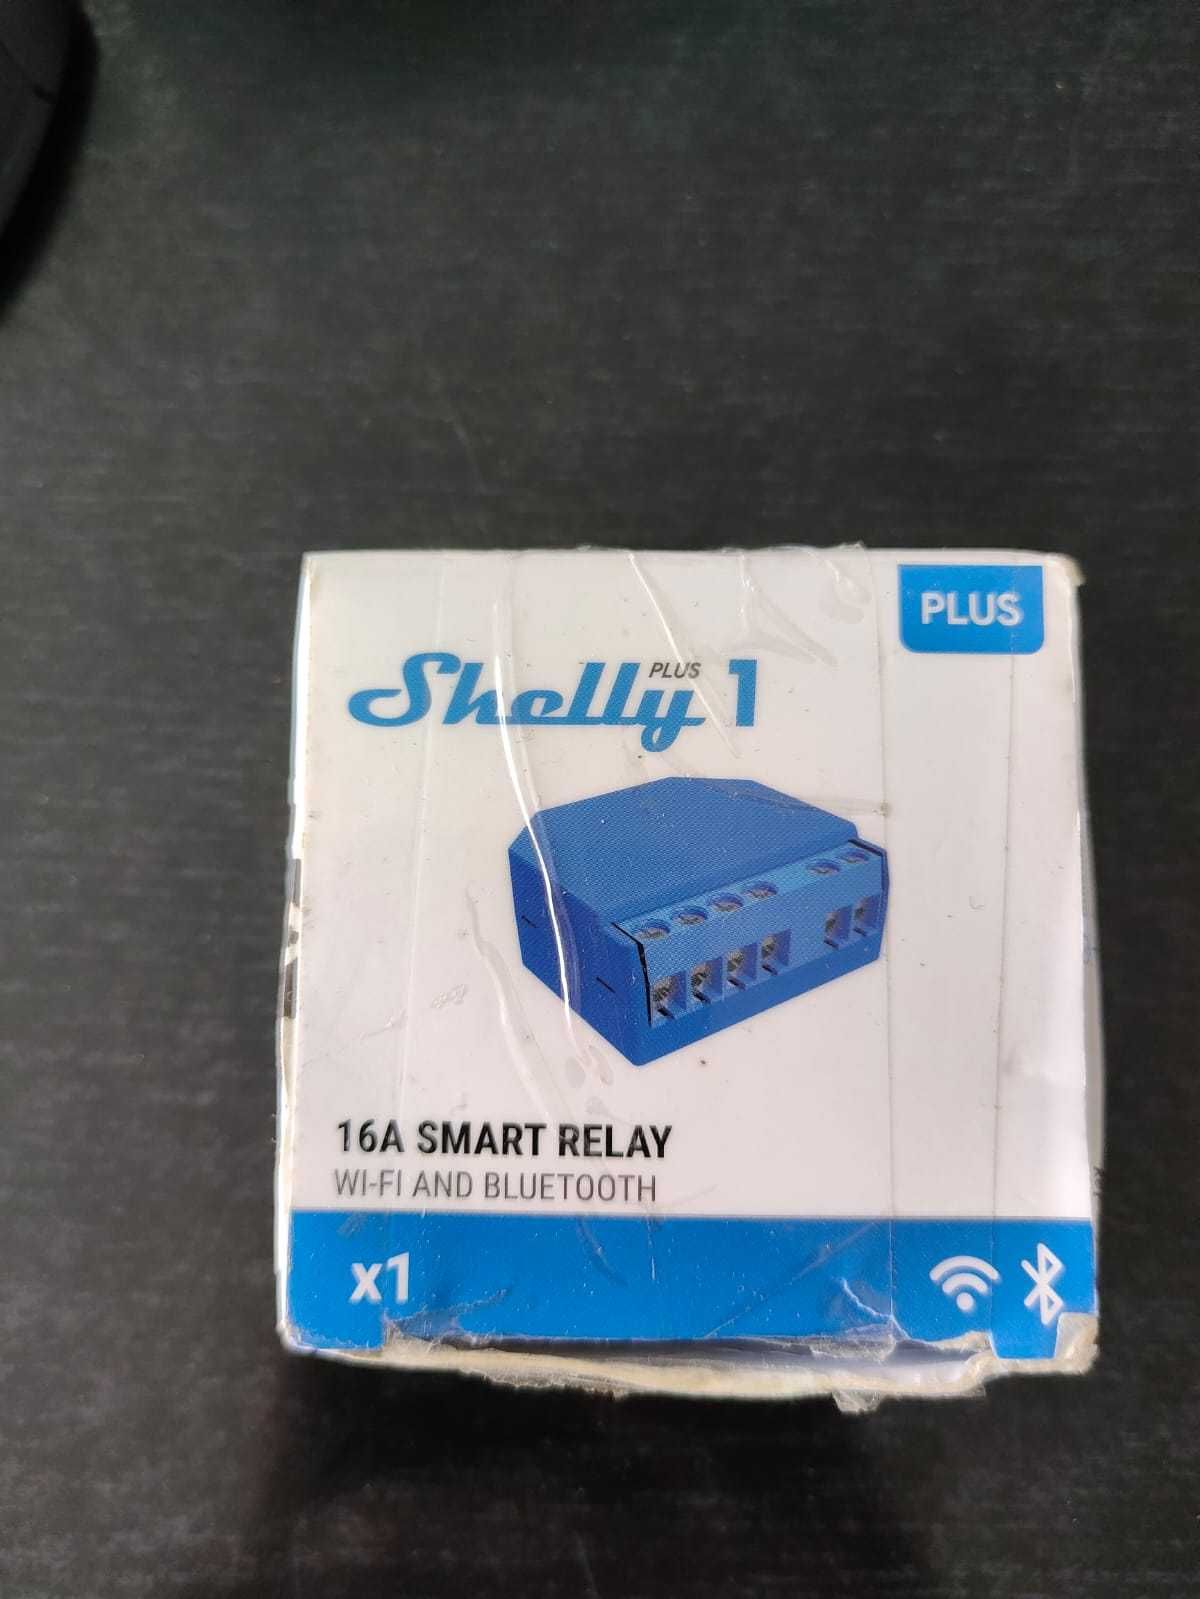 PLUS
Shelly PLUS 1
16A SMART RELAY
WI-FI AND BLUETOOTH
x1